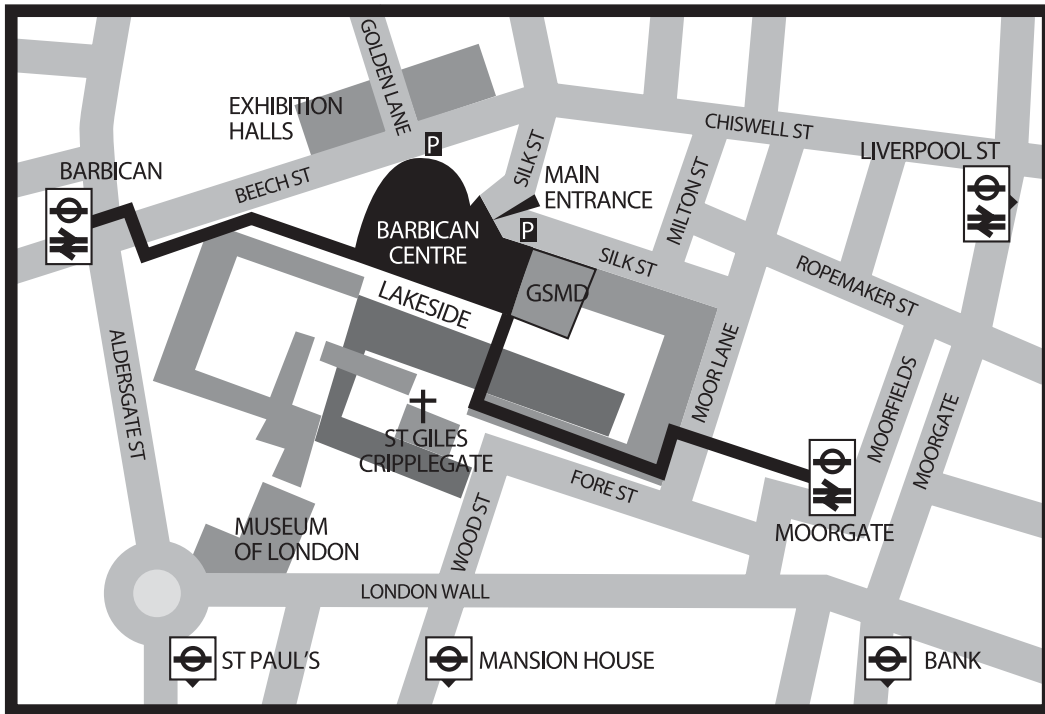 GOLDEN LANE
EXHIBITION
HALLS
CHISWELL ST
LIVERPOOL ST
P
BARBICAN
BEECH ST
SILK ST
MAIN
ENTRANCE
MILTON ST
P
BARBICAN
CENTRE
SILK ST
ROPEMAKER ST
GSMD
LAKESIDE
ALDERSGATE ST
MOOR LANE
MOORFIELDS
MOORGATE
ST GILES
CRIPPLEGATE
FORE ST
MOORGATE
WOOD ST
MUSEUM
OF LONDON
LONDON WALL
ST PAUL'S
MANSION HOUSE
BANK